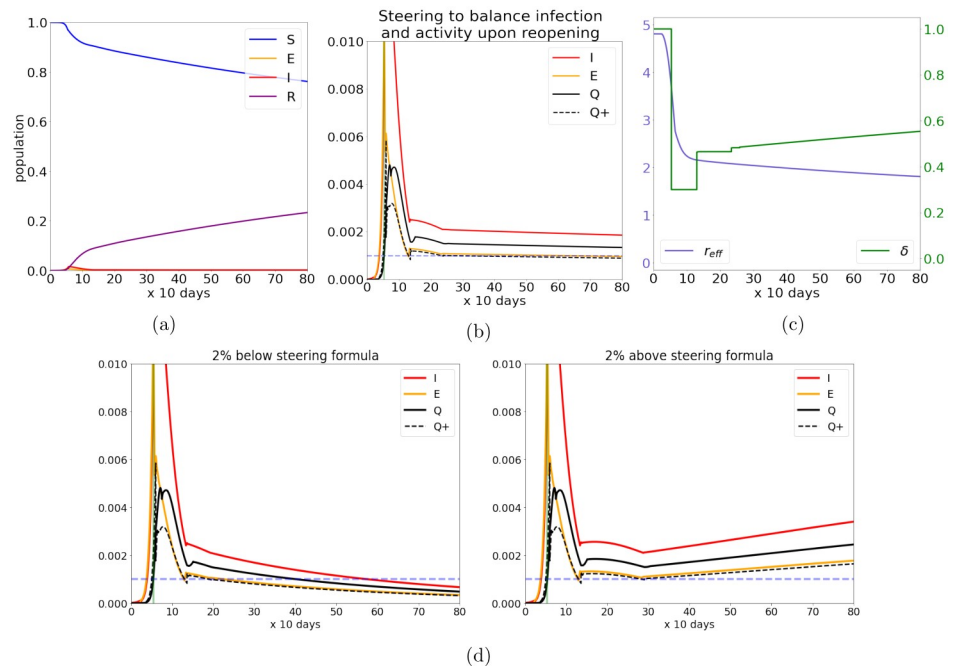 1.0
0.8
0.6
0.4
0.2
0.0
population
S
E
I
R
0 10 20 30 40 50 60 70 80
x 10 days
(a)
Steering to balance infection
and activity upon reopening
0.010
0.008
0.006
0.004
0.002
0.000
I
E
Q
Q+
0 10 20 30 40 50 60 70 80
x 10 days
(b)
5
4
3
2
1
0
1.0
0.8
0.6
0.4
0.2
0.0
r_eff
δ
0 10 20 30 40 50 60 70 80
x 10 days
(c)
2% below steering formula
0.010
0.008
0.006
0.004
0.002
0.000
I
E
Q
Q+
0 10 20 30 40 50 60 70 80
x 10 days
2% above steering formula
0.010
0.008
0.006
0.004
0.002
0.000
I
E
Q
Q+
0 10 20 30 40 50 60 70 80
x 10 days
(d)